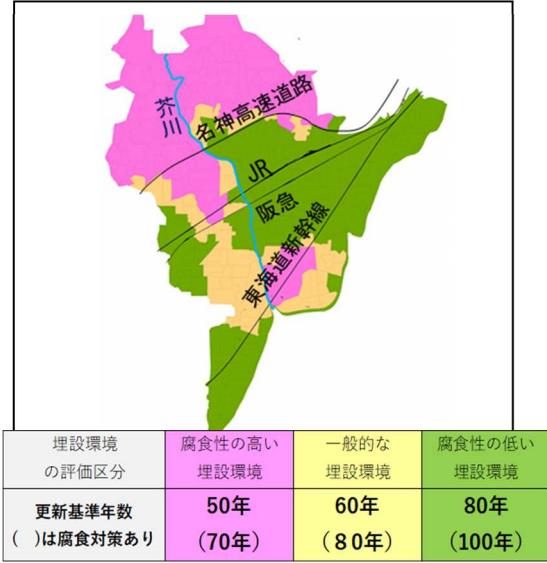 芥川
名神高速道路
JR
阪急
東海道新幹線
埋設環境
の評価区分
腐食性の高い
埋設環境
一般的な
埋設環境
腐食性の低い
埋設環境
更新基準年数
(　)は腐食対策あり
50年
(70年)
60年
(８０年)
80年
(100年)